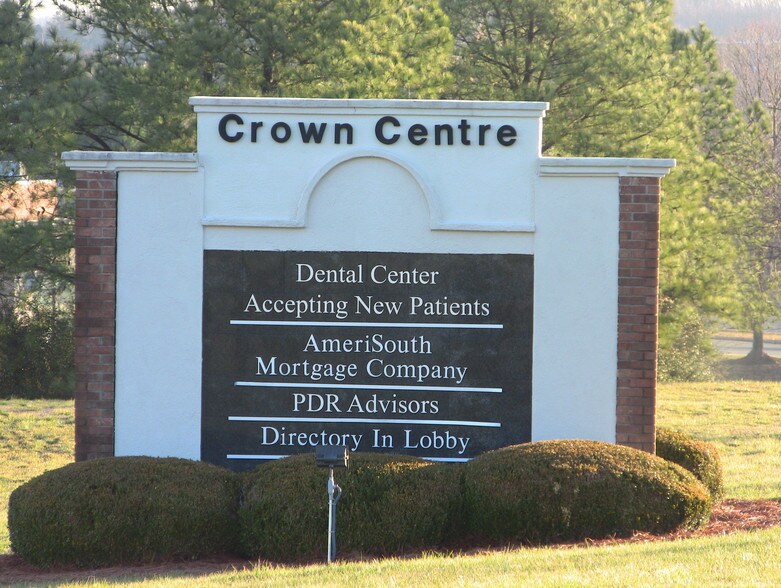 Crown Centre
Dental Center
Accepting New Patients
AmeriSouth
Mortgage Company
PDR Advisors
Directory In Lobby